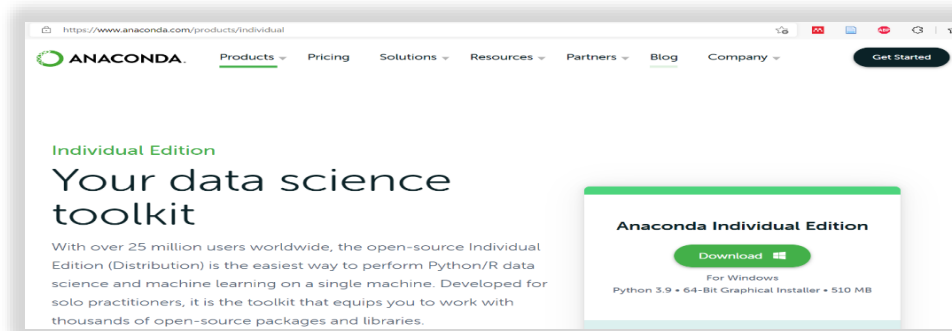 https://www.anaconda.com/products/individual
ANACONDA.
Products Pricing Solutions Resources Partners Blog Company Get Started
Individual Edition
Your data science
toolkit
With over 25 million users worldwide, the open-source Individual
Edition (Distribution) is the easiest way to perform Python/R data
science and machine learning on a single machine. Developed for
solo practitioners, it is the toolkit that equips you to work with
thousands of open-source packages and libraries.
Anaconda Individual Edition
Download
For Windows
Python 3.9 • 64-Bit Graphical Installer • 510 MB